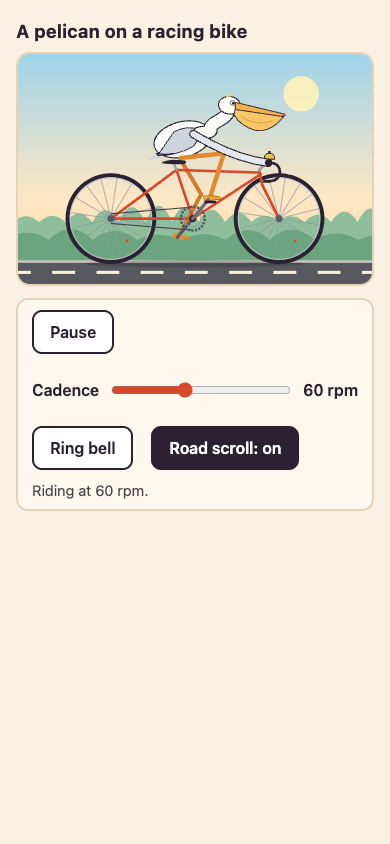 A pelican on a racing bike
Pause
Cadence 60 rpm
Ring bell Road scroll: on
Riding at 60 rpm.